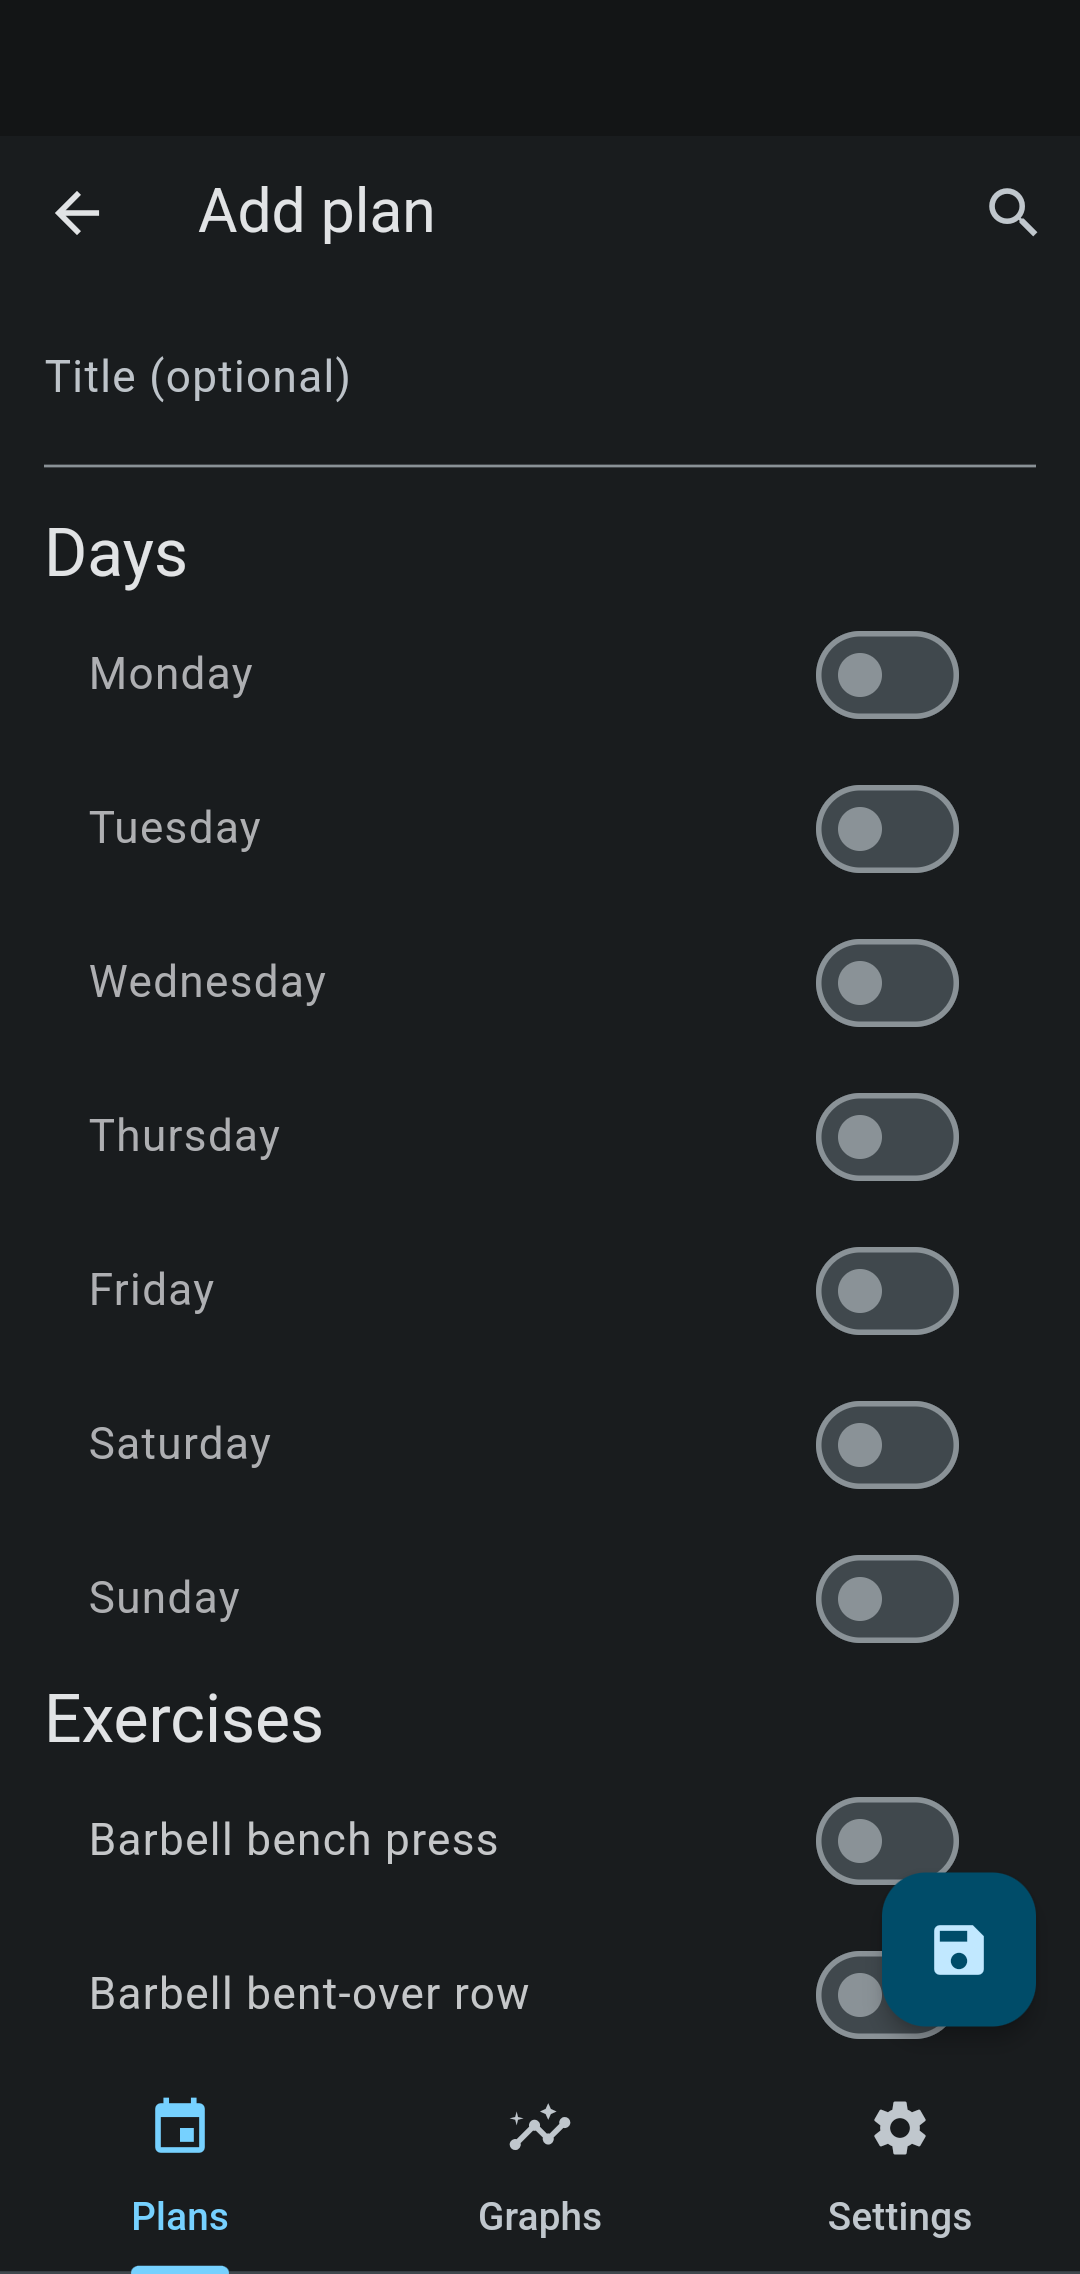 Add plan
Title (optional)
Days
Monday
Tuesday
Wednesday
Thursday
Friday
Saturday
Sunday
Exercises
Barbell bench press
Barbell bent-over row
Plans
Graphs
Settings